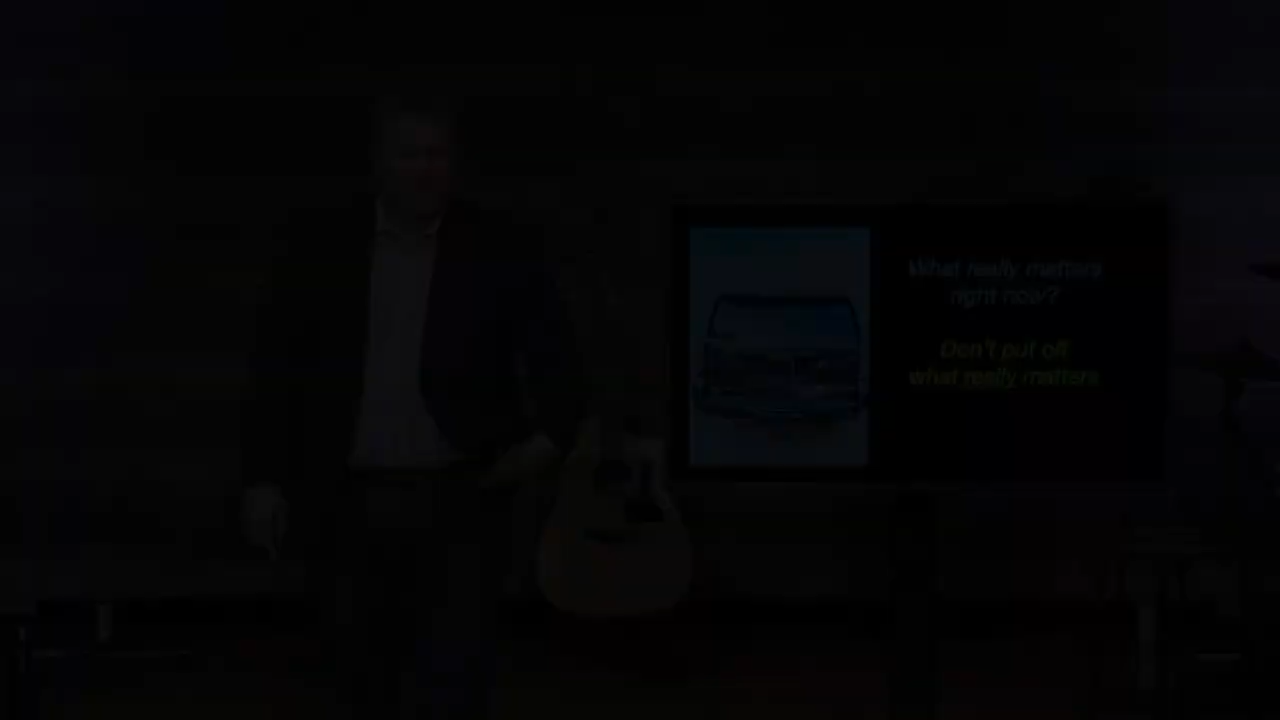 What really matters
right now?
Don't put off
what really matters